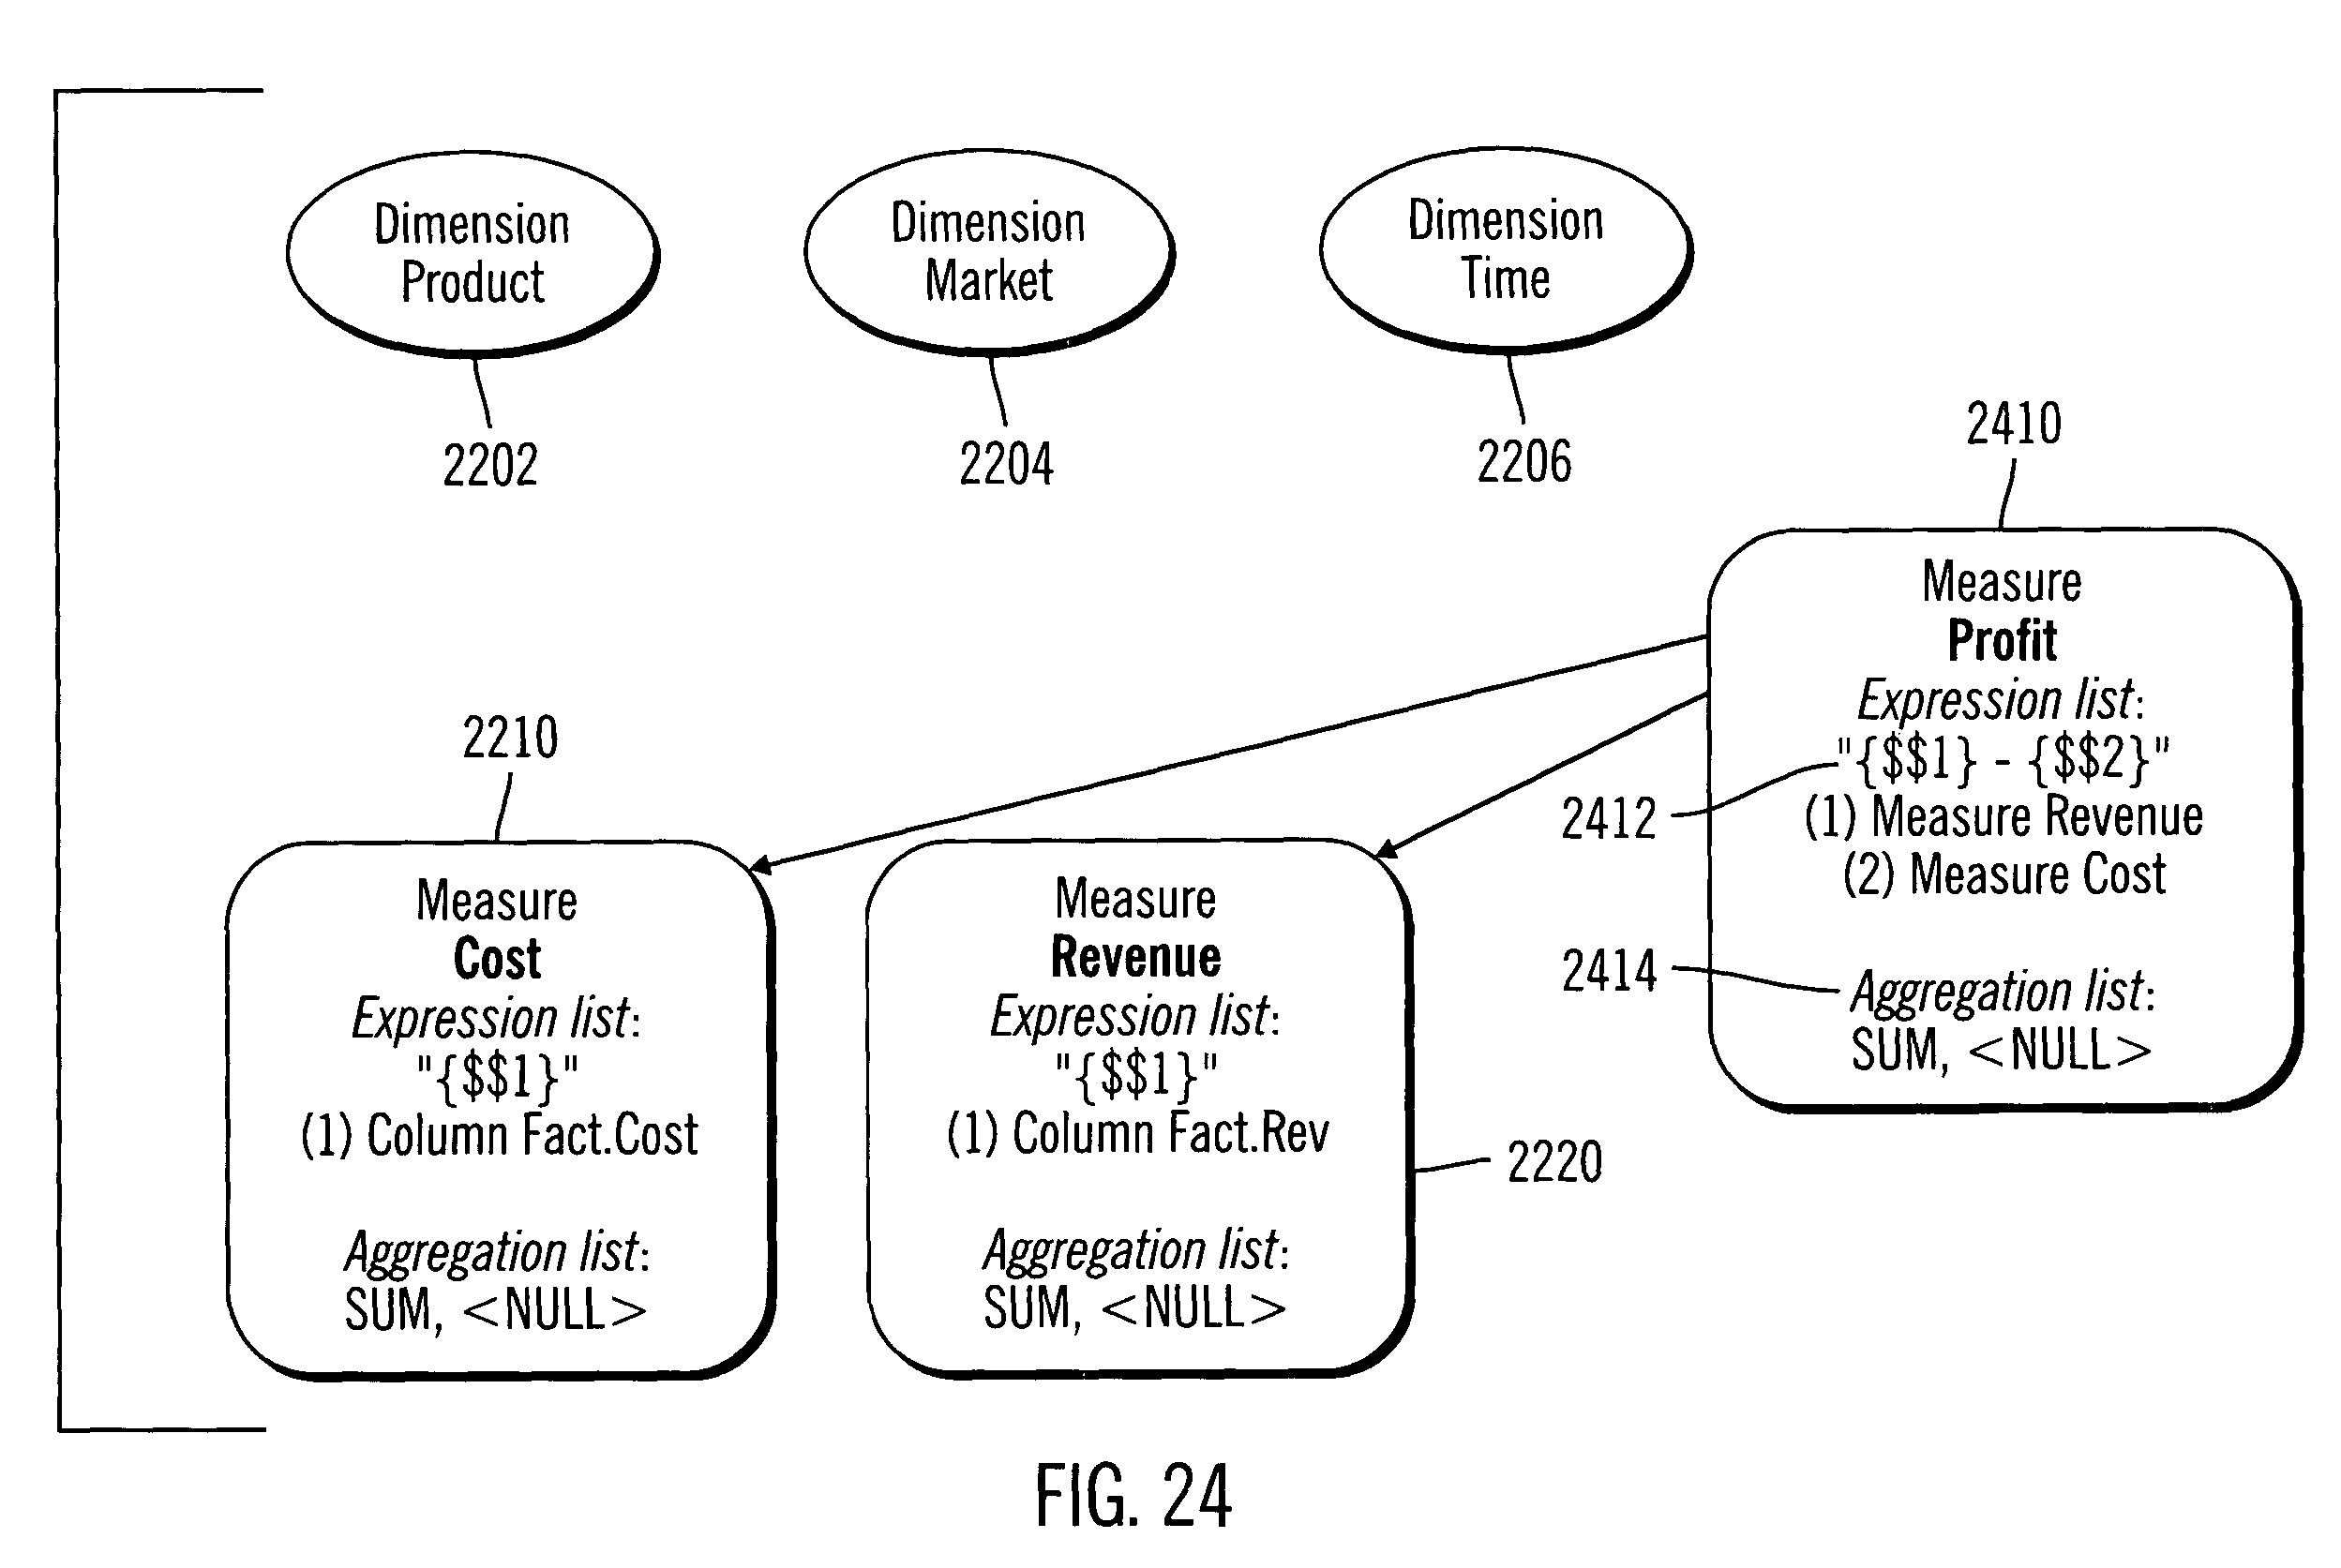 Dimension
Product
2202
Dimension
Market
2204
Dimension
Time
2206
2410
Measure
Profit
Expression list:
"{$$1} - {$$2}"
2412
(1) Measure Revenue
(2) Measure Cost
2414
Aggregation list:
SUM, <NULL>
2210
Measure
Cost
Expression list:
"{$$1}"
(1) Column Fact.Cost
Aggregation list:
SUM, <NULL>
Measure
Revenue
Expression list:
"{$$1}"
(1) Column Fact.Rev
2220
Aggregation list:
SUM, <NULL>
FIG. 24